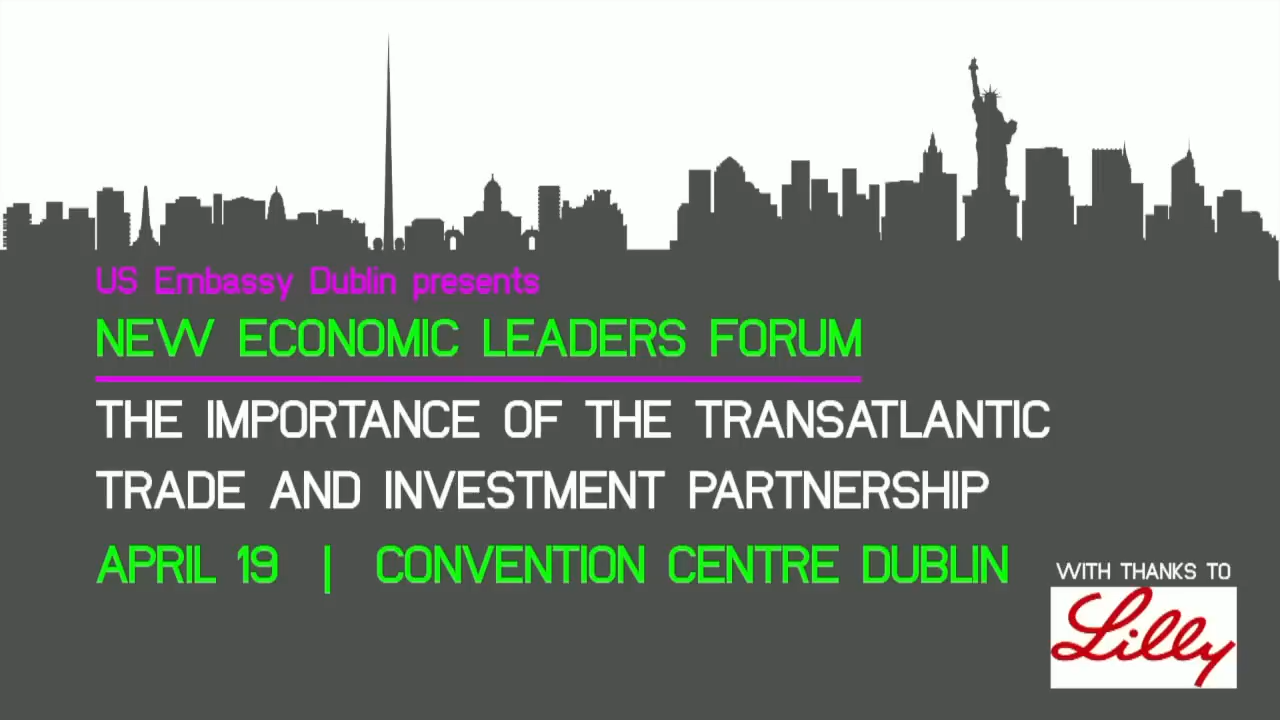 US Embassy Dublin presents
NEW ECONOMIC LEADERS FORUM
THE IMPORTANCE OF THE TRANSATLANTIC
TRADE AND INVESTMENT PARTNERSHIP
APRIL 19 | CONVENTION CENTRE DUBLIN
WITH THANKS TO
Lilly